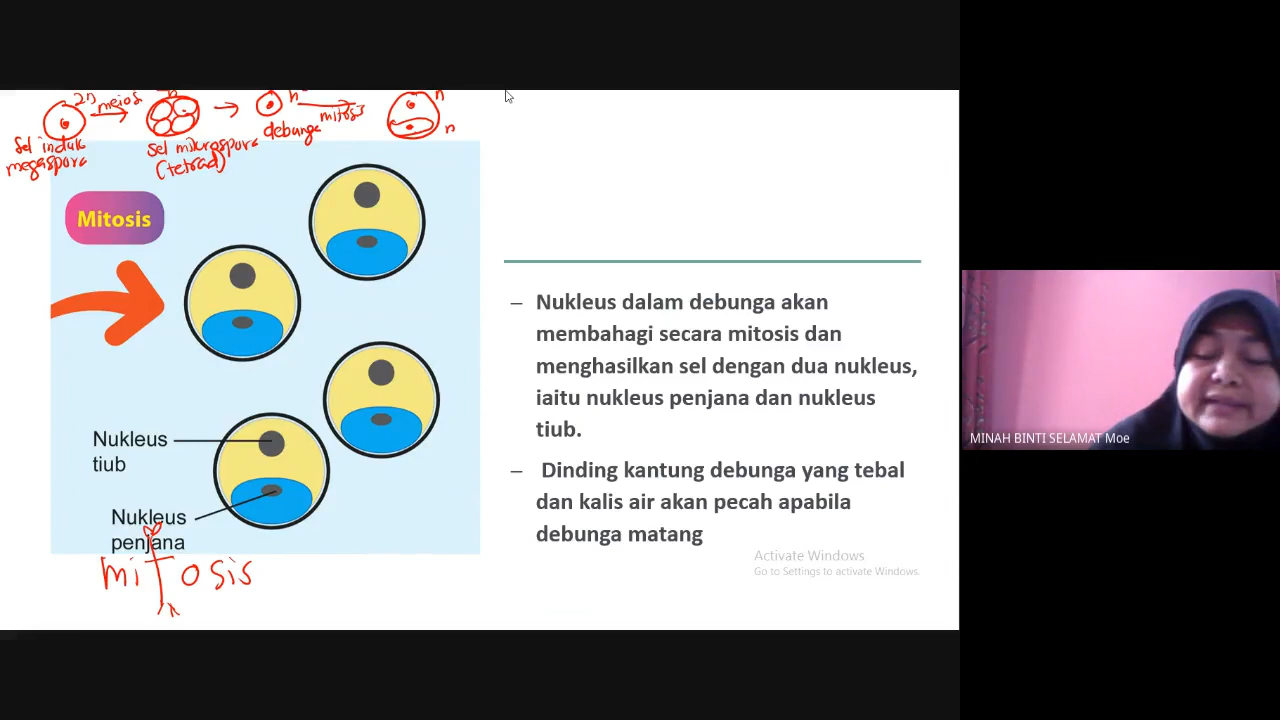 2n meiosis n n mitosis n
sel induk megaspora
sel mikrospora (tetrad)
debunga
n
Mitosis
Nukleus
tiub
Nukleus
penjana
mitosis
– Nukleus dalam debunga akan
membahagi secara mitosis dan
menghasilkan sel dengan dua nukleus,
iaitu nukleus penjana dan nukleus
tiub.
– Dinding kantung debunga yang tebal
dan kalis air akan pecah apabila
debunga matang
Activate Windows
Go to Settings to activate Windows.
MINAH BINTI SELAMAT Moe